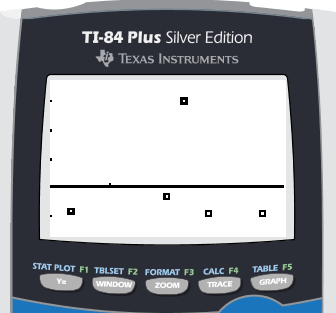 TI-84 Plus Silver Edition
TEXAS INSTRUMENTS
STAT PLOT F1 TBLSET F2 FORMAT F3 CALC F4 TABLE F5
Y= WINDOW ZOOM TRACE GRAPH